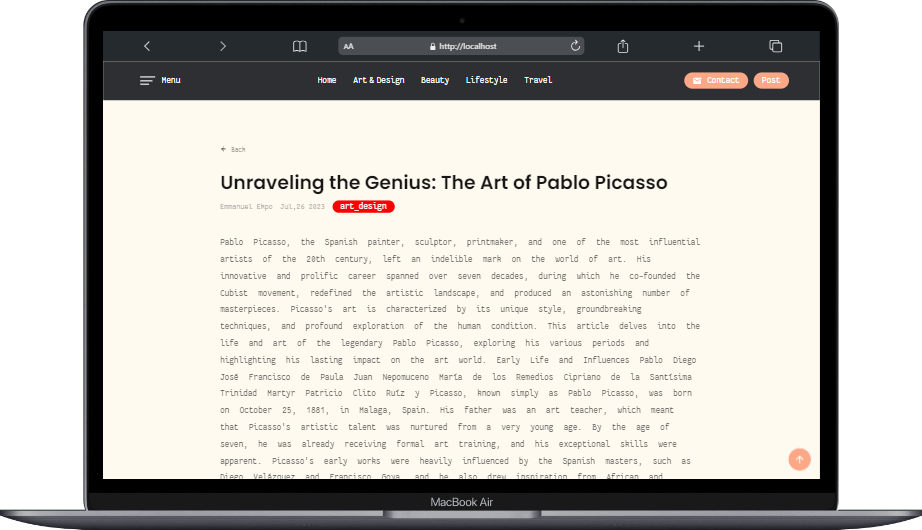 AA http://localhost
Menu Home Art & Design Beauty Lifestyle Travel Contact Post
Back
Unraveling the Genius: The Art of Pablo Picasso
Emmanuel Ekpo Jul,26 2023 art_design
Pablo Picasso, the Spanish painter, sculptor, printmaker, and one of the most influential
artists of the 20th century, left an indelible mark on the world of art. His
innovative and prolific career spanned over seven decades, during which he co-founded the
Cubist movement, redefined the artistic landscape, and produced an astonishing number of
masterpieces. Picasso's art is characterized by its unique style, groundbreaking
techniques, and profound exploration of the human condition. This article delves into the
life and art of the legendary Pablo Picasso, exploring his various periods and
highlighting his lasting impact on the art world. Early Life and Influences Pablo Diego
José Francisco de Paula Juan Nepomuceno María de los Remedios Cipriano de la Santísima
Trinidad Martyr Patricio Clito Ruíz y Picasso, known simply as Pablo Picasso, was born
on October 25, 1881, in Malaga, Spain. His father was an art teacher, which meant
that Picasso's artistic talent was nurtured from a very young age. By the age of
seven, he was already receiving formal art training, and his exceptional skills were
apparent. Picasso's early works were heavily influenced by the Spanish masters, such as
Diego Velázquez and Francisco Goya, and he also drew inspiration from African and
MacBook Air